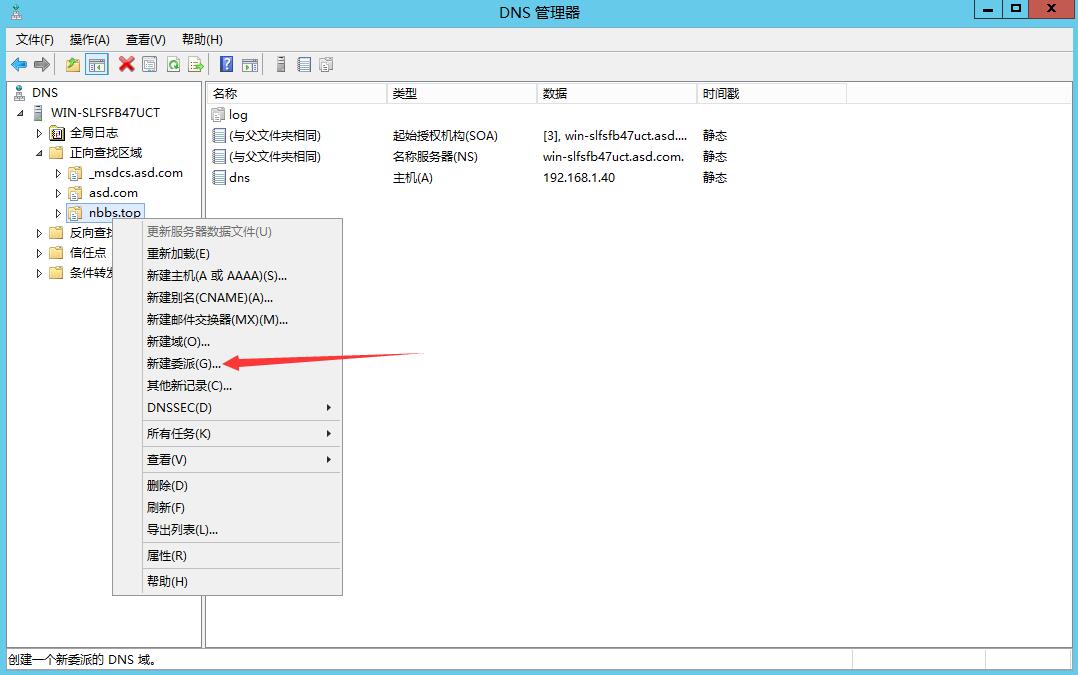 DNS 管理器
文件(F) 操作(A) 查看(V) 帮助(H)
DNS
WIN-SLFSFB47UCT
全局日志
正向查找区域
_msdcs.asd.com
asd.com
nbbs.top
反向查找
信任点
条件转发
名称 类型 数据 时间戳
log
(与父文件夹相同) 起始授权机构(SOA) [3], win-slfsfb47uct.asd.... 静态
(与父文件夹相同) 名称服务器(NS) win-slfsfb47uct.asd.com. 静态
dns 主机(A) 192.168.1.40 静态
更新服务器数据文件(U)
重新加载(E)
新建主机(A 或 AAAA)(S)...
新建别名(CNAME)(A)...
新建邮件交换器(MX)(M)...
新建域(O)...
新建委派(G)...
其他新记录(C)...
DNSSEC(D)
所有任务(K)
查看(V)
删除(D)
刷新(F)
导出列表(L)...
属性(R)
帮助(H)
创建一个新委派的 DNS 域。